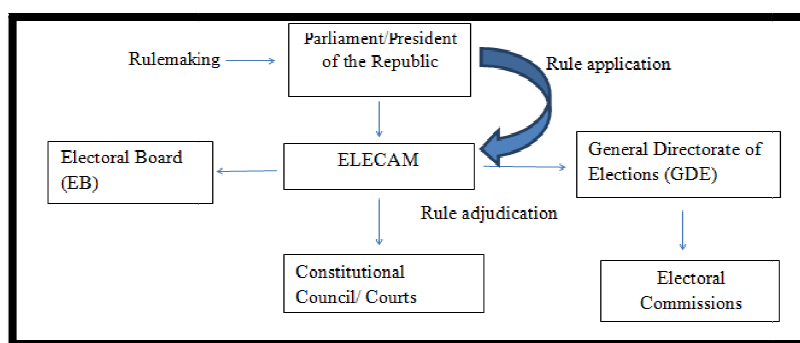 Parliament/President
of the Republic
Rulemaking
Rule application
Electoral Board
(EB)
ELECAM
General Directorate of
Elections (GDE)
Rule adjudication
Constitutional
Council/ Courts
Electoral
Commissions